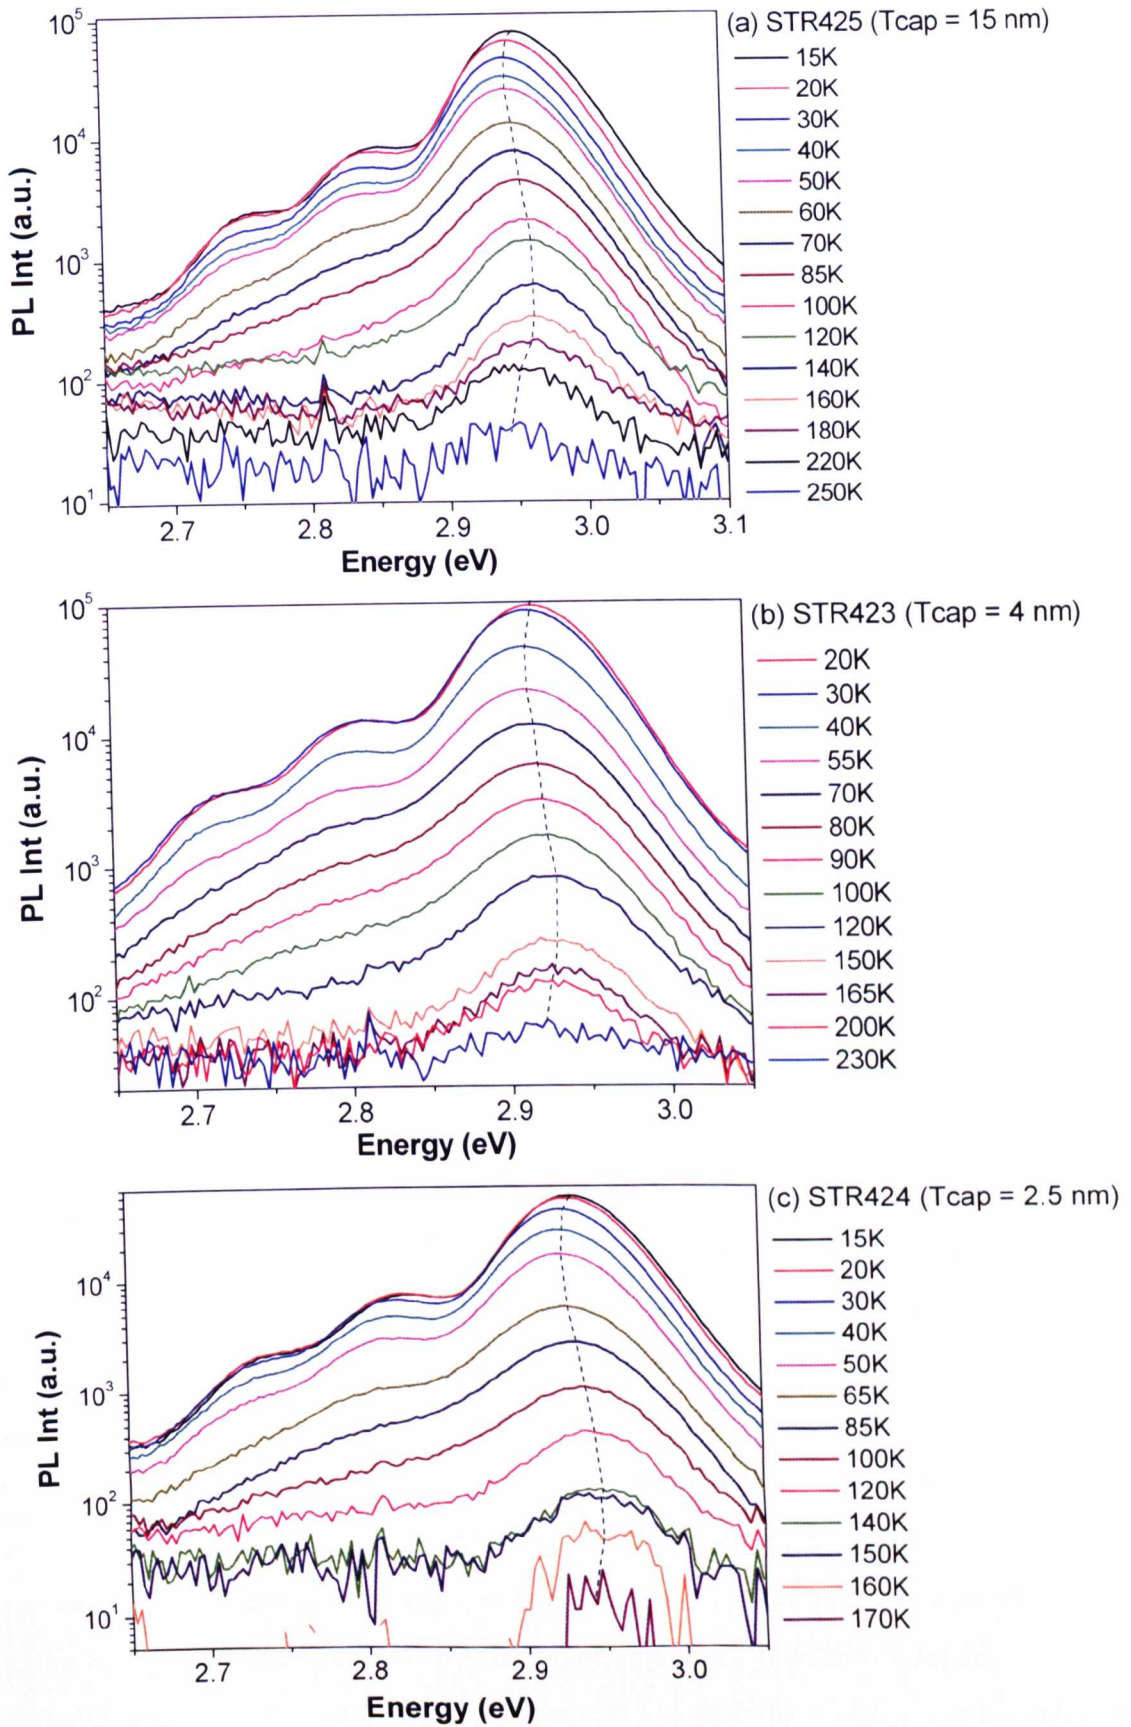 (a) STR425 (Tcap = 15 nm)
10^5
10^4
10^3
10^2
10^1
PL Int (a.u.)
15K
20K
30K
40K
50K
60K
70K
85K
100K
120K
140K
160K
180K
220K
250K
2.7 2.8 2.9 3.0 3.1
Energy (eV)
(b) STR423 (Tcap = 4 nm)
10^5
10^4
10^3
10^2
PL Int (a.u.)
20K
30K
40K
55K
70K
80K
90K
100K
120K
150K
165K
200K
230K
2.7 2.8 2.9 3.0
Energy (eV)
(c) STR424 (Tcap = 2.5 nm)
10^4
10^3
10^2
10^1
PL Int (a.u.)
15K
20K
30K
40K
50K
65K
85K
100K
120K
140K
150K
160K
170K
2.7 2.8 2.9 3.0
Energy (eV)